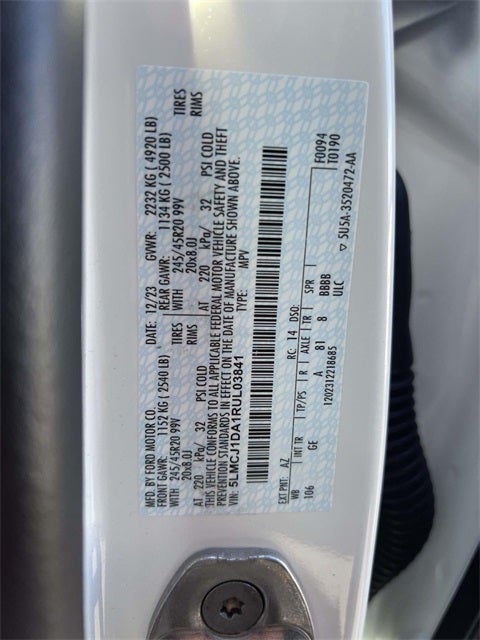 MFD. BY FORD MOTOR CO.
DATE: 12/23 GVWR: 2232 KG ( 4920 LB)
FRONT GAWR: 1152 KG ( 2540 LB) REAR GAWR: 1134 KG ( 2500 LB)
WITH 245/45R20 99V TIRES WITH 245/45R20 99V TIRES
20x8.0J RIMS 20x8.0J RIMS
AT 220 kPa/ 32 PSI COLD AT 220 kPa/ 32 PSI COLD
THIS VEHICLE CONFORMS TO ALL APPLICABLE FEDERAL MOTOR VEHICLE SAFETY AND THEFT
PREVENTION STANDARDS IN EFFECT ON THE DATE OF MANUFACTURE SHOWN ABOVE.
VIN: 5LMCJ1DA1RUL03841 TYPE: MPV
F0094
T0190
EXT PNT: AZ RC: 14 DSO:
WB INT TR TP/PS R AXLE TR SPR
106 GE A 81 8 BBBB
1202312218685 ULC
▽ 5U5A-3520472-AA